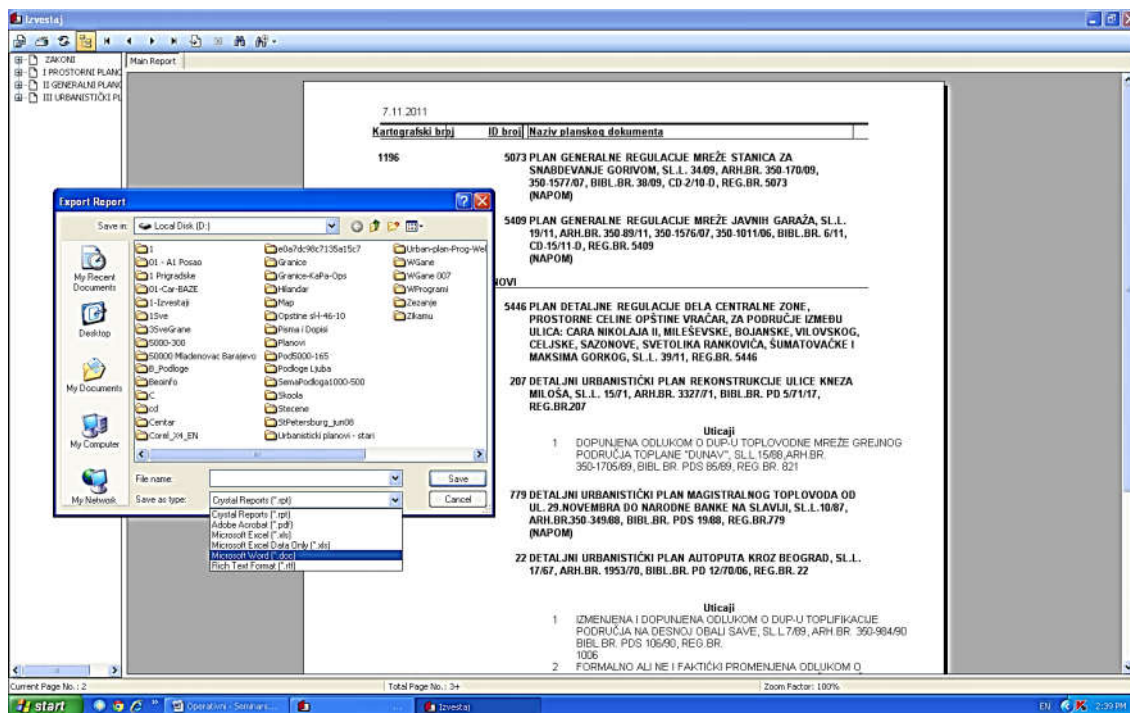 Izvestaj
ZAKONI
I PROSTORNI PLANO
II GENERALNI PLANO
III URBANISTIČKI PL
Main Report
7.11.2011
Kartografski broj ID broj Naziv planskog dokumenta
1196
5073 PLAN GENERALNE REGULACIJE MREŽE STANICA ZA
SNABDEVANJE GORIVOM, SL.L. 34/09, ARH.BR. 350-170/09,
350-1577/07, BIBL.BR. 38/09, CD-2/10-D, REG.BR. 5073
(NAPOM)
5409 PLAN GENERALNE REGULACIJE MREŽE JAVNIH GARAŽA, SL.L.
19/11, ARH.BR. 350-89/11, 350-1576/07, 350-1011/06, BIBL.BR. 6/11,
CD-15/11-D, REG.BR. 5409
(NAPOM)
NOVI
5446 PLAN DETALJNE REGULACIJE DELA CENTRALNE ZONE,
PROSTORNE CELINE OPŠTINE VRAČAR, ZA PODRUČJE IZMEĐU
ULICA: CARA NIKOLAJA II, MILEŠEVSKE, BOJANSKE, VILOVSKOG,
CELJSKE, SAZONOVE, SVETOLIKA RANKOVIĆA, ŠUMATOVAČKE I
MAKSIMA GORKOG, SL.L. 39/11, REG.BR. 5446
207 DETALJNI URBANISTIČKI PLAN REKONSTRUKCIJE ULICE KNEZA
MILOŠA, SL.L. 15/71, ARH.BR. 3327/71, BIBL.BR. PD 5/71/17,
REG.BR.207
Uticaji
1 DOPUNJENA ODLUKOM O DUP-U TOPLOVODNE MREŽE GREJNOG
PODRUČJA TOPLANE "DUNAV", SL.L.15/88,ARH.BR.
350-1705/89, BIBL.BR. PDS 85/89, REG.BR. 821
779 DETALJNI URBANISTIČKI PLAN MAGISTRALNOG TOPLOVODA OD
UL. 29.NOVEMBRA DO NARODNE BANKE NA SLAVIJI, SL.L.10/87,
ARH.BR.350-349/88, BIBL.BR. PDS 19/88, REG.BR.779
(NAPOM)
22 DETALJNI URBANISTIČKI PLAN AUTOPUTA KROZ BEOGRAD, SL.L.
17/67, ARH.BR. 1953/70, BIBL.BR. PD 12/70/06, REG.BR. 22
Uticaji
1 IZMENJENA I DOPUNJENA ODLUKOM O DUP-U TOPLIFIKACIJE
PODRUČJA NA DESNOJ OBALI SAVE, SL.L.7/89, ARH.BR. 350-984/90
BIBL.BR. PDS 106/90, REG.BR.
1006
2 FORMALNO ALI NE I FAKTIČKI PROMENJENA ODLUKOM O
Export Report
Save in: Local Disk (D:)
My Recent
Documents
Desktop
My Documents
My Computer
My Network
1
01 - A1 Posao
1 Prigradske
01-Car-BAZE
1-Izvestaji
1Sve
3SveGrane
5000-300
50000 Mladenovac Barajevo
B_Podloge
Beoinfo
C
cd
Centar
Corel_X4_EN
e0a7dc98c7135a15c7
Granice
Granice-KaPa-Ops
Hilandar
Map
Opstine sH-46-10
Pisma i Dopisi
Planovi
Pod5000-165
Podloge Ljuba
SemaPodloga1000-500
Skoola
Stecene
StPetersburg_jun08
Urbanisticki planovi - stari
Urban-plan-Prog-Wel
WGane
WGane 007
WProgrami
Zezanje
Zikamu
File name:
Save
Save as type: Crystal Reports (*.rpt)
Cancel
Crystal Reports (*.rpt)
Adobe Acrobat (*.pdf)
Microsoft Excel (*.xls)
Microsoft Excel Data Only (*.xls)
Microsoft Word (*.doc)
Rich Text Format (*.rtf)
Current Page No.: 2 Total Page No.: 3+ Zoom Factor: 100%
start
Operativni - Seminars...
Izvestaj
EN
2:39 PM